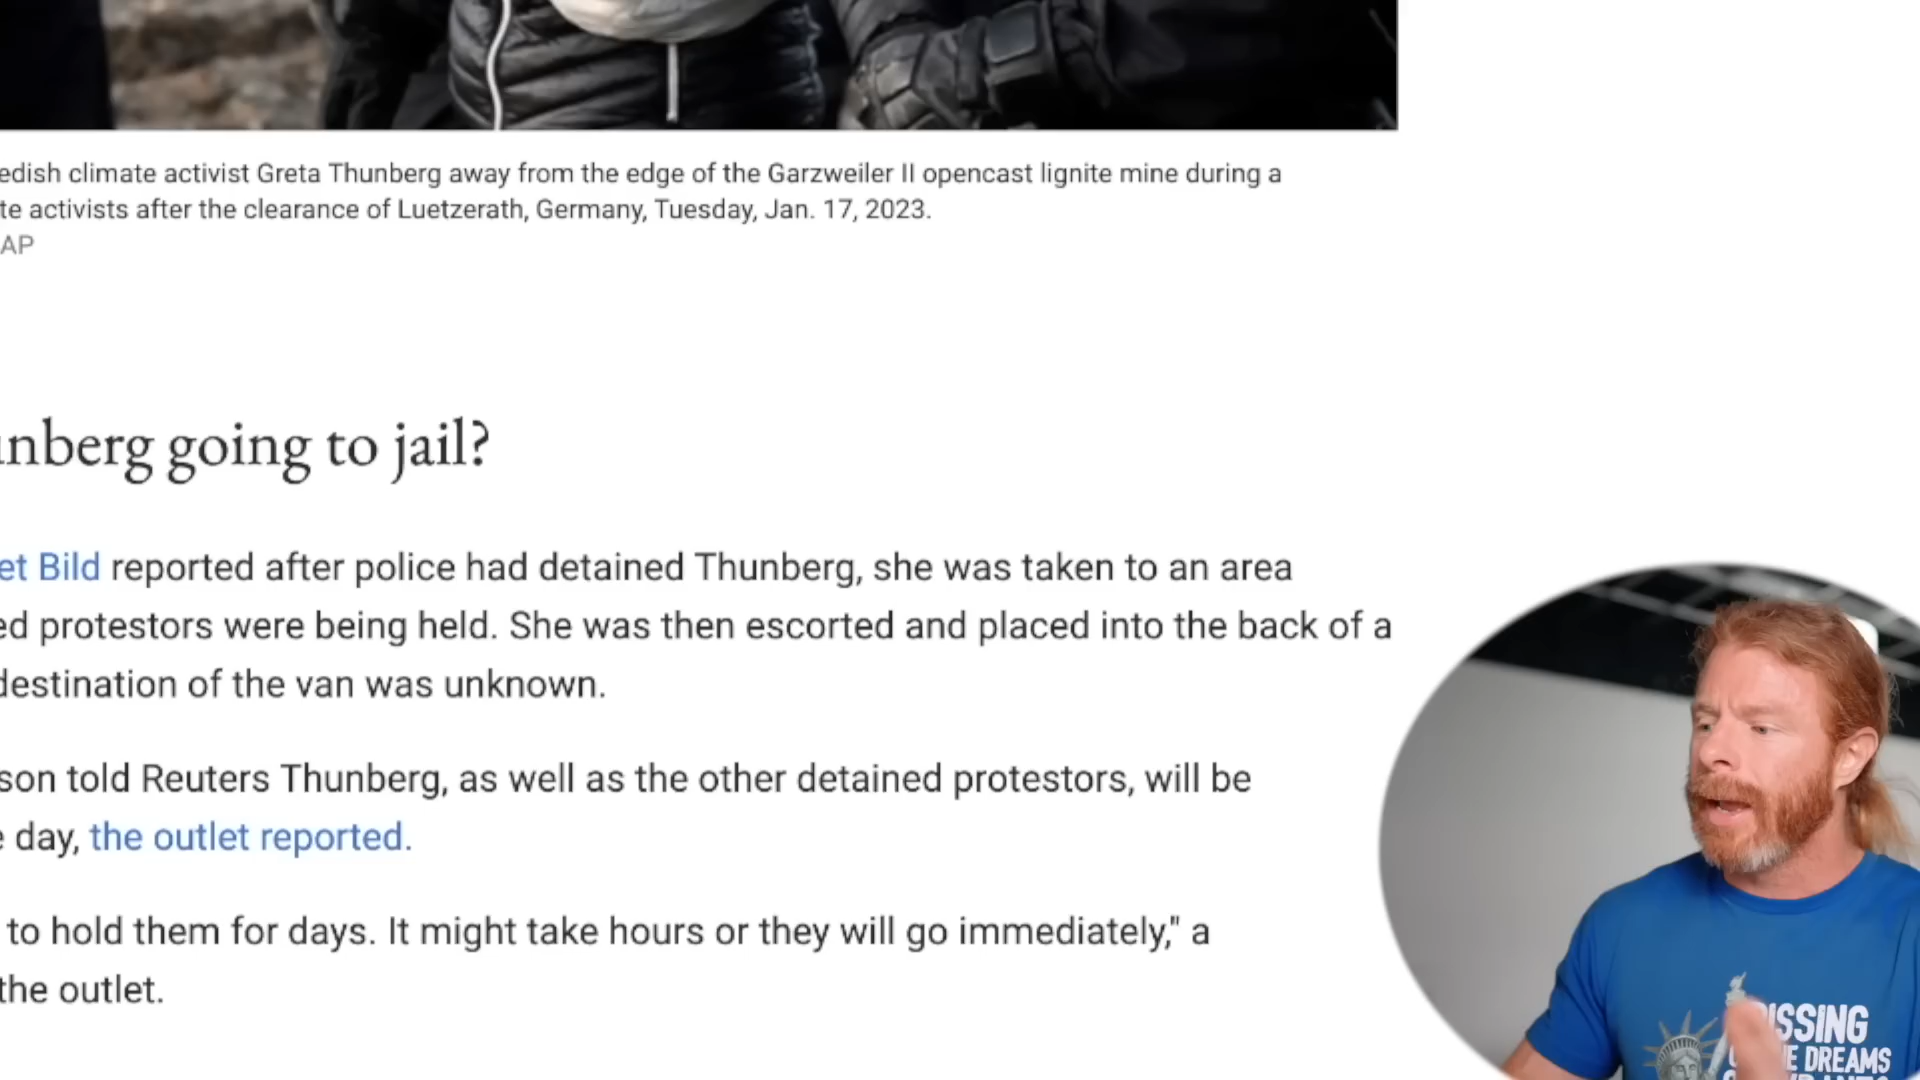 edish climate activist Greta Thunberg away from the edge of the Garzweiler II opencast lignite mine during a
te activists after the clearance of Luetzerath, Germany, Tuesday, Jan. 17, 2023.
AP
unberg going to jail?
et Bild reported after police had detained Thunberg, she was taken to an area
ed protestors were being held. She was then escorted and placed into the back of a
destination of the van was unknown.
son told Reuters Thunberg, as well as the other detained protestors, will be
e day, the outlet reported.
to hold them for days. It might take hours or they will go immediately," a
the outlet.
ISSING
E DREAMS